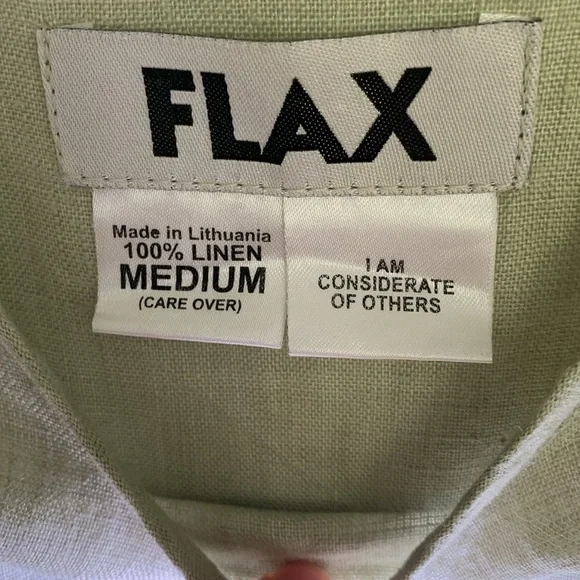 FLAX
Made in Lithuania
100% LINEN
MEDIUM
(CARE OVER)
I AM
CONSIDERATE
OF OTHERS